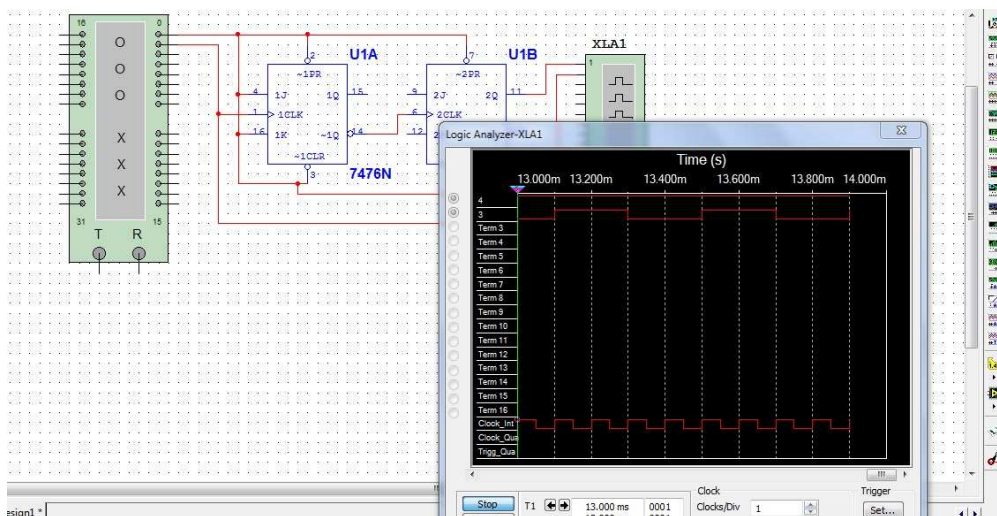 16 0
O
O
O
X
X
X
31 15
T R
U1A
U1B
XLA1
2
~1PR
4 1J 1Q 15
1 1CLK
16 1K ~1Q 14
~1CLR
3
7476N
7
~2PR
9 2J 2Q 11
6 2CLK
12
1
Logic Analyzer-XLA1
Time (s)
13.000m 13.200m 13.400m 13.600m 13.800m 14.000m
4
3
Term 3
Term 4
Term 5
Term 6
Term 7
Term 8
Term 9
Term 10
Term 11
Term 12
Term 13
Term 14
Term 15
Term 16
Clock_Int
Clock_Qua
Trigg_Qua
Stop T1 13.000 ms 0001
Clock
Clocks/Div 1
Trigger
Set...
esign1 *